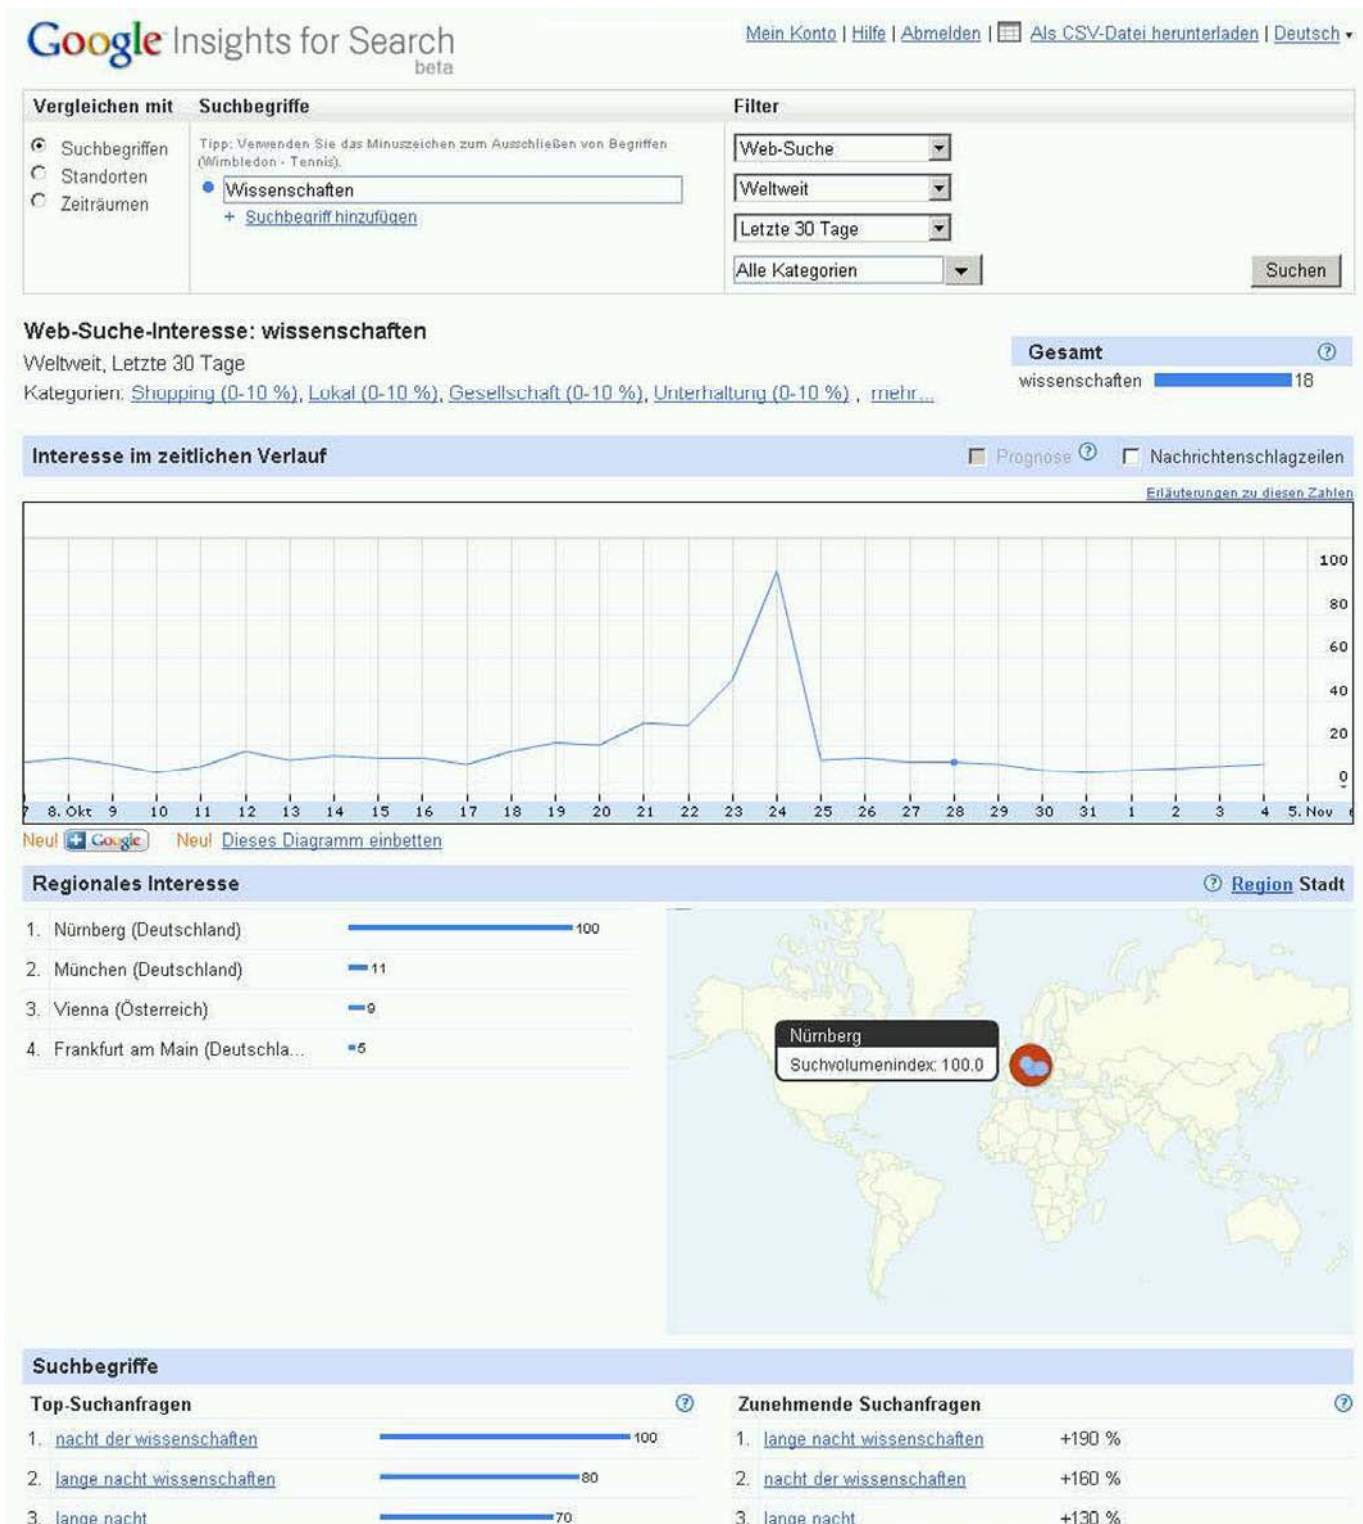 Google Insights for Search
beta
Mein Konto | Hilfe | Abmelden | Als CSV-Datei herunterladen | Deutsch
Vergleichen mit Suchbegriffe Filter
Suchbegriffen
Standorten
Zeiträumen
Tipp: Verwenden Sie das Minuszeichen zum Ausschließen von Begriffen
(Wimbledon - Tennis).
Wissenschaften
+ Suchbegriff hinzufügen
Web-Suche
Weltweit
Letzte 30 Tage
Alle Kategorien
Suchen
Web-Suche-Interesse: wissenschaften
Weltweit, Letzte 30 Tage
Kategorien: Shopping (0-10 %), Lokal (0-10 %), Gesellschaft (0-10 %), Unterhaltung (0-10 %) , mehr...
Gesamt ?
wissenschaften 18
Interesse im zeitlichen Verlauf Prognose ? Nachrichtenschlagzeilen
Erläuterungen zu diesen Zahlen
100
80
60
40
20
0
7 8. Okt 9 10 11 12 13 14 15 16 17 18 19 20 21 22 23 24 25 26 27 28 29 30 31 1 2 3 4 5. Nov
Neu! Google Neu! Dieses Diagramm einbetten
Regionales Interesse ? Region Stadt
1. Nürnberg (Deutschland) 100
2. München (Deutschland) 11
3. Vienna (Österreich) 9
4. Frankfurt am Main (Deutschla... 5
Nürnberg
Suchvolumenindex: 100.0
Suchbegriffe
Top-Suchanfragen ?
1. nacht der wissenschaften 100
2. lange nacht wissenschaften 80
3. lange nacht 70
Zunehmende Suchanfragen ?
1. lange nacht wissenschaften +190 %
2. nacht der wissenschaften +160 %
3. lange nacht +130 %